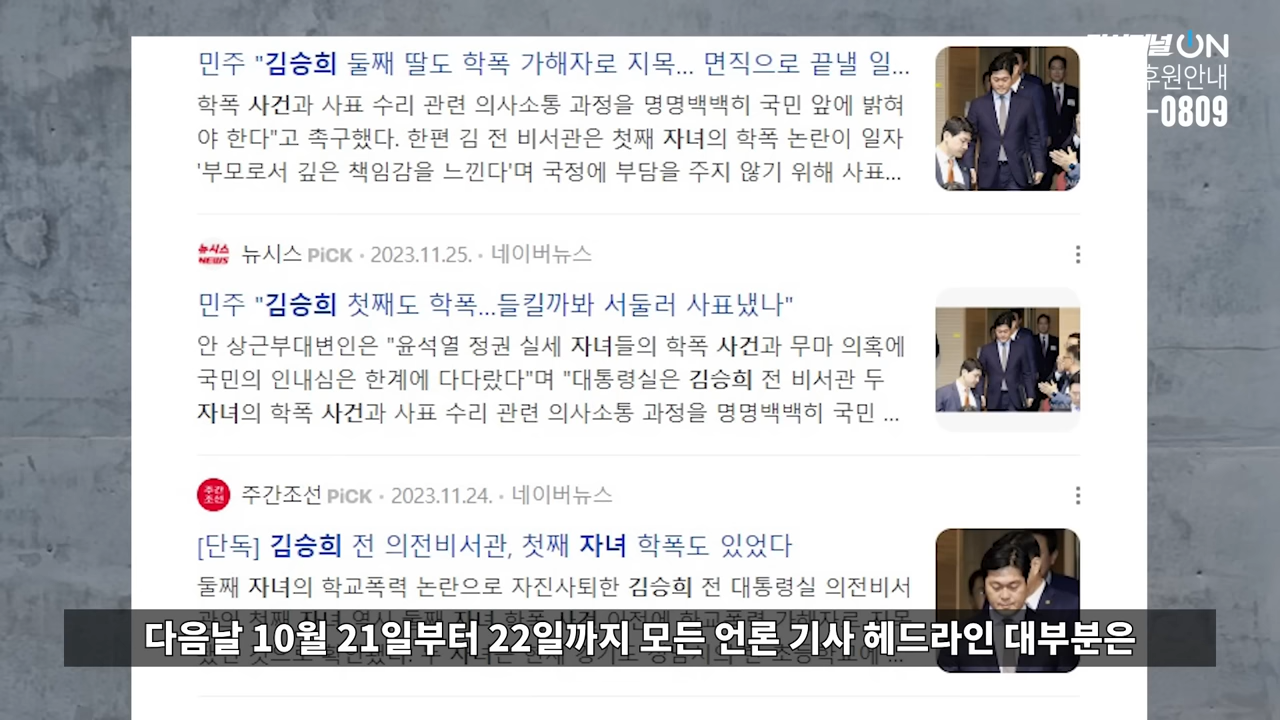 민주 "김승희 둘째 딸도 학폭 가해자로 지목... 면직으로 끝낼 일...
학폭 사건과 사표 수리 관련 의사소통 과정을 명명백백히 국민 앞에 밝혀
야 한다"고 촉구했다. 한편 김 전 비서관은 첫째 자녀의 학폭 논란이 일자
'부모로서 깊은 책임감을 느낀다'며 국정에 부담을 주지 않기 위해 사표...
ON
후원안내
-0809
뉴시스 NEWS
뉴시스 PiCK · 2023.11.25. · 네이버뉴스
민주 "김승희 첫째도 학폭...들킬까봐 서둘러 사표냈나"
안 상근부대변인은 "윤석열 정권 실세 자녀들의 학폭 사건과 무마 의혹에
국민의 인내심은 한계에 다다랐다"며 "대통령실은 김승희 전 비서관 두
자녀의 학폭 사건과 사표 수리 관련 의사소통 과정을 명명백백히 국민 ...
주간 조선
주간조선 PiCK · 2023.11.24. · 네이버뉴스
[단독] 김승희 전 의전비서관, 첫째 자녀 학폭도 있었다
둘째 자녀의 학교폭력 논란으로 자진사퇴한 김승희 전 대통령실 의전비서
다음날 10월 21일부터 22일까지 모든 언론 기사 헤드라인 대부분은